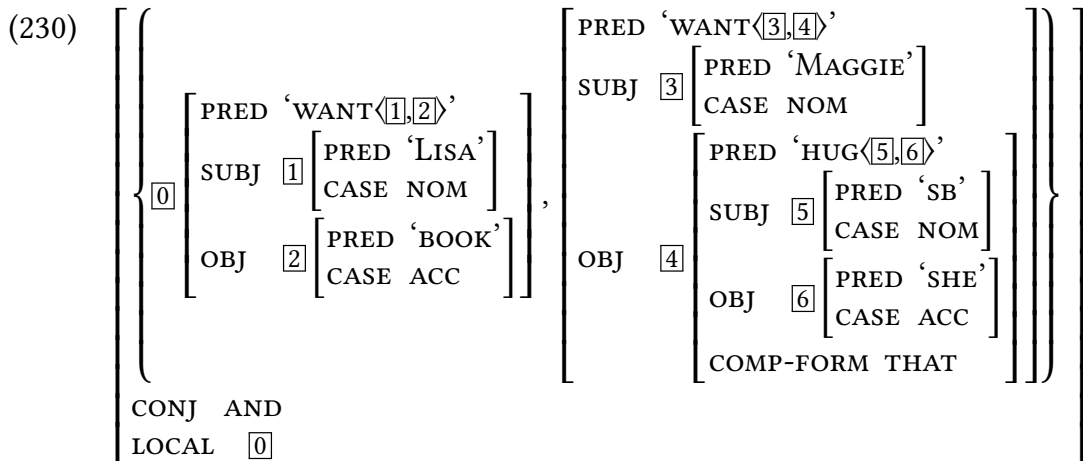 (230)
PRED ‘WANT⟨3,4⟩’
SUBJ 3 [PRED ‘MAGGIE’
CASE NOM]
0 [PRED ‘WANT⟨1,2⟩’
SUBJ 1 [PRED ‘LISA’
CASE NOM]
OBJ 2 [PRED ‘BOOK’
CASE ACC]] ,
OBJ 4 [PRED ‘HUG⟨5,6⟩’
SUBJ 5 [PRED ‘SB’
CASE NOM]
OBJ 6 [PRED ‘SHE’
CASE ACC]
COMP-FORM THAT]
CONJ AND
LOCAL 0